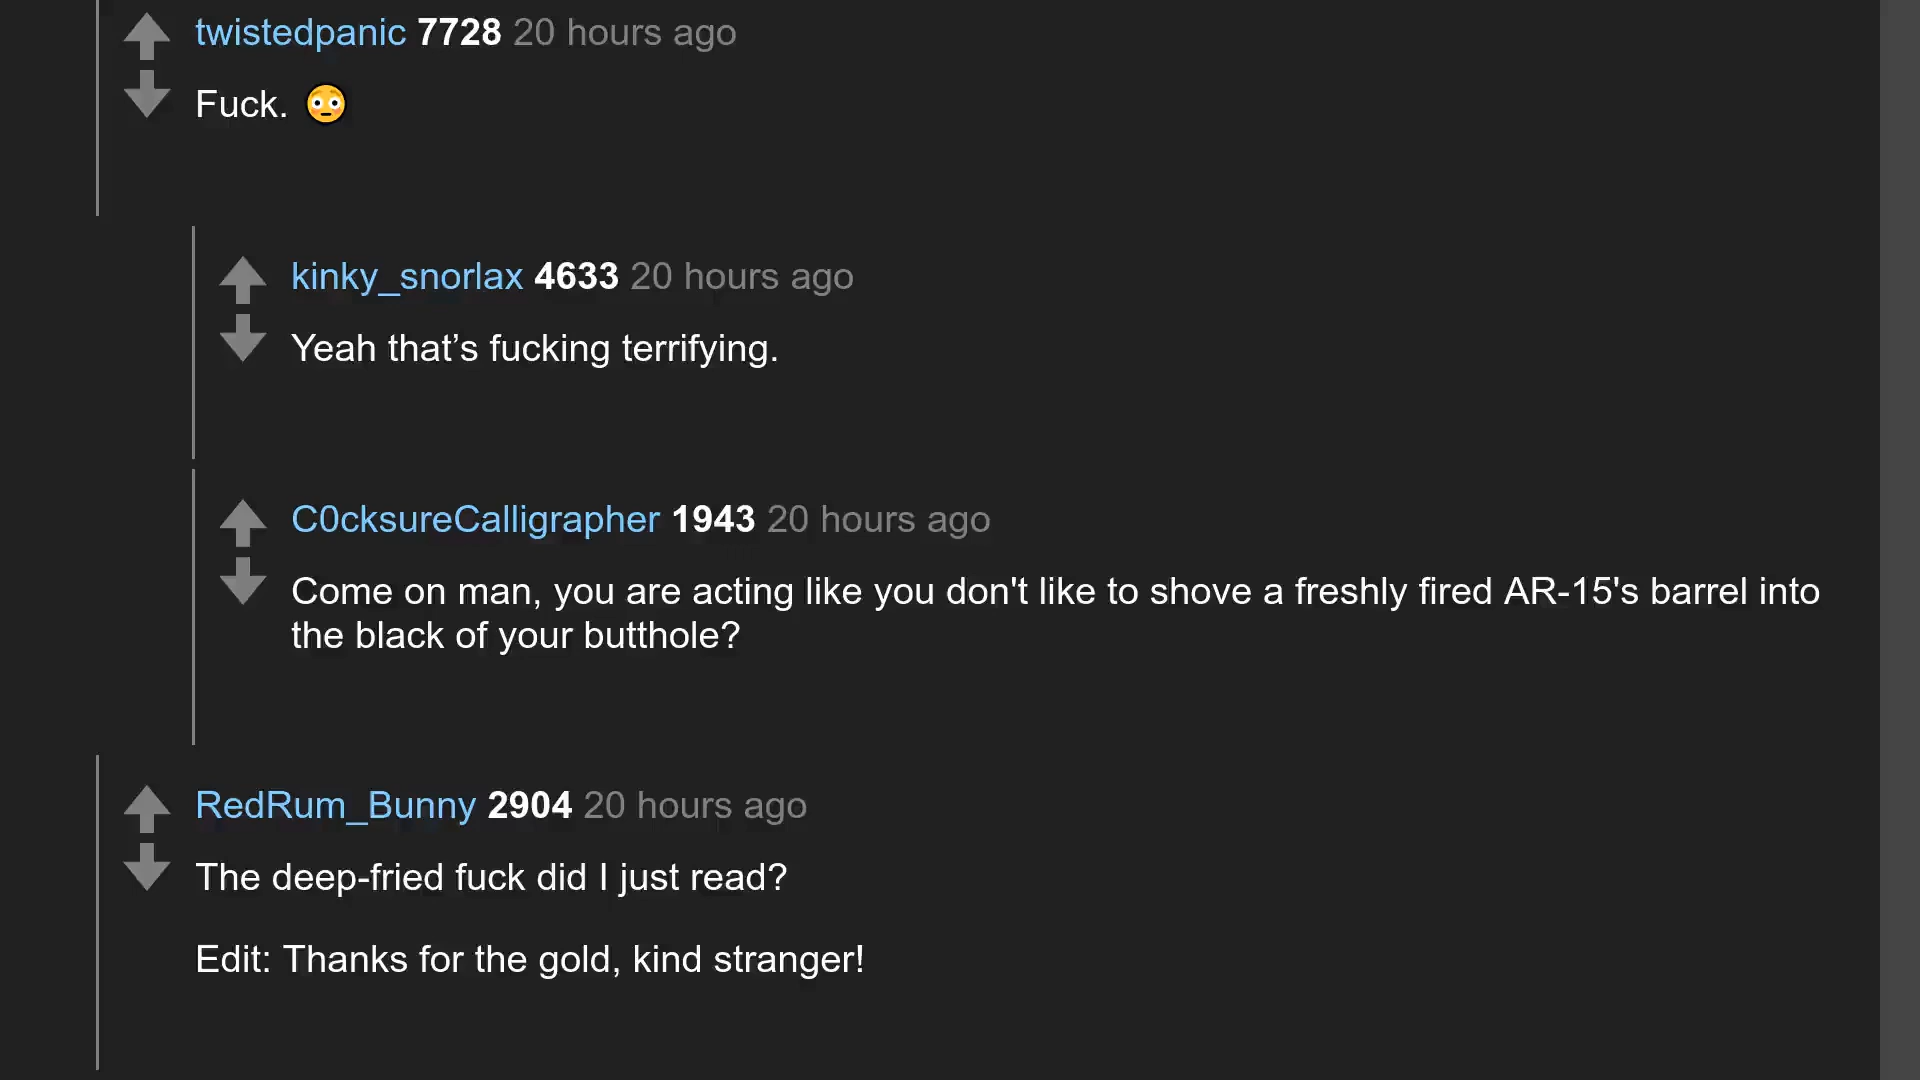 twistedpanic 7728 20 hours ago
Fuck. 😳
kinky_snorlax 4633 20 hours ago
Yeah that’s fucking terrifying.
C0cksureCalligrapher 1943 20 hours ago
Come on man, you are acting like you don't like to shove a freshly fired AR-15's barrel into
the black of your butthole?
RedRum_Bunny 2904 20 hours ago
The deep-fried fuck did I just read?
Edit: Thanks for the gold, kind stranger!